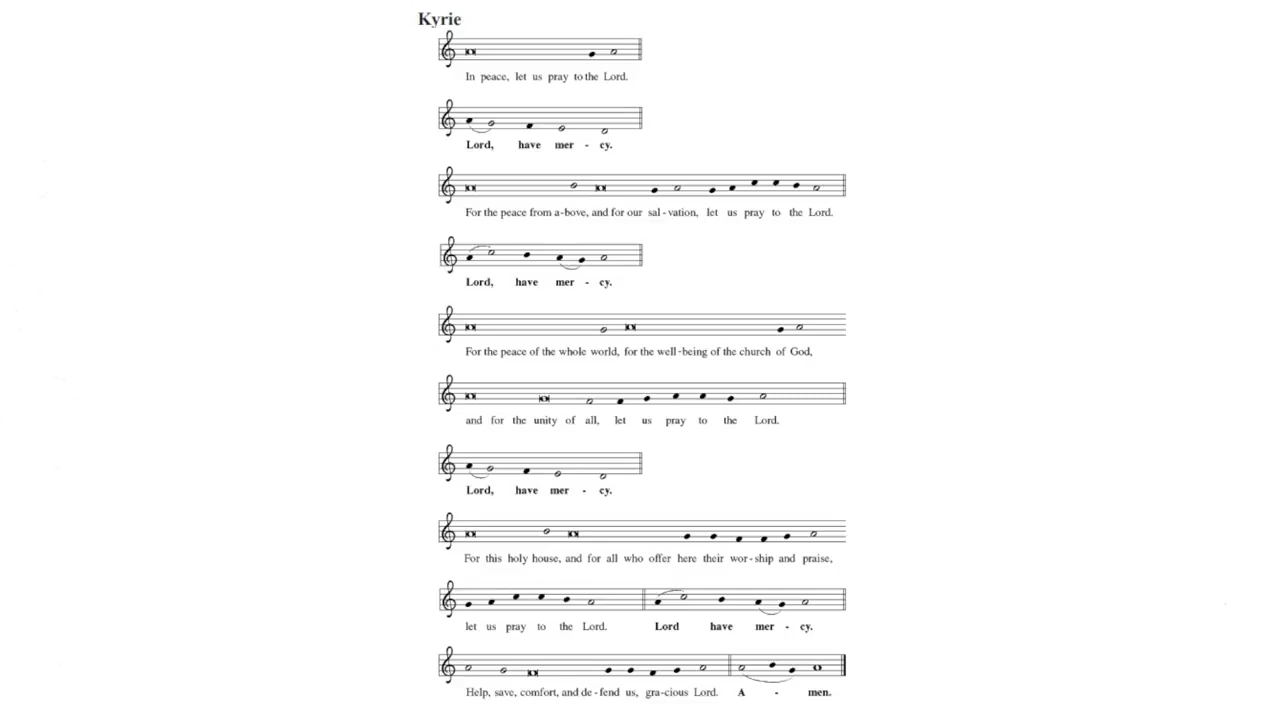 Kyrie
In peace, let us pray to the Lord.
Lord, have mer - cy.
For the peace from a-bove, and for our sal - vation, let us pray to the Lord.
Lord, have mer - cy.
For the peace of the whole world, for the well-being of the church of God,
and for the unity of all, let us pray to the Lord.
Lord, have mer - cy.
For this holy house, and for all who offer here their wor-ship and praise,
let us pray to the Lord. Lord have mer - cy.
Help, save, comfort, and de-fend us, gra-cious Lord. A - men.